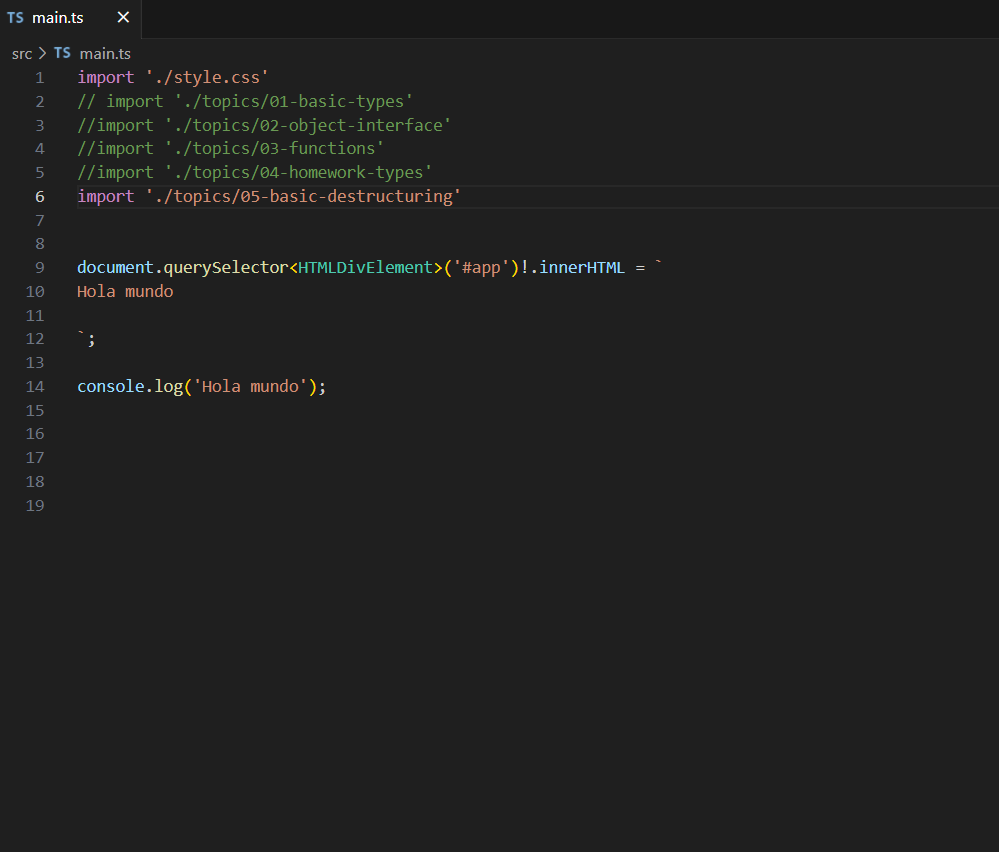 TS main.ts ×
src > TS main.ts
1 import './style.css'
2 // import './topics/01-basic-types'
3 //import './topics/02-object-interface'
4 //import './topics/03-functions'
5 //import './topics/04-homework-types'
6 import './topics/05-basic-destructuring'
7
8
9 document.querySelector<HTMLDivElement>('#app')!.innerHTML = `
10 Hola mundo
11
12 `;
13
14 console.log('Hola mundo');
15
16
17
18
19